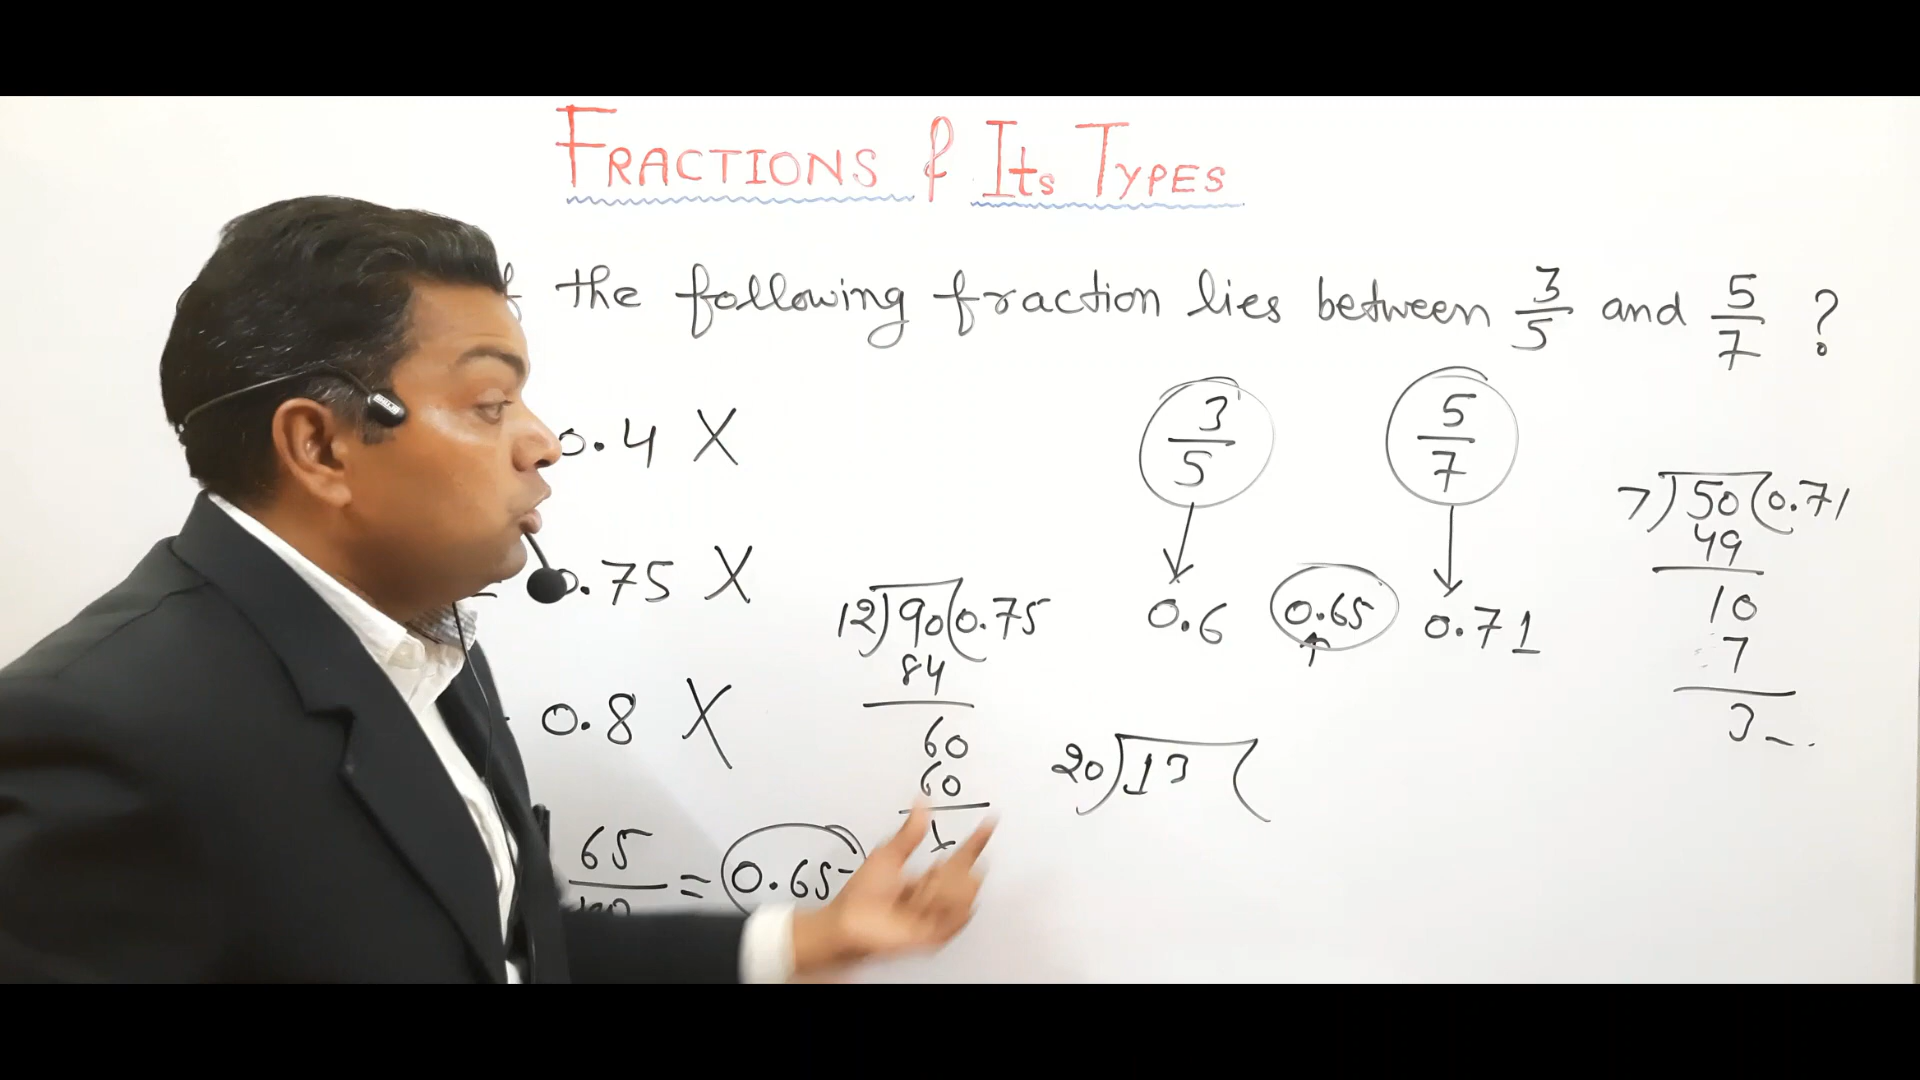 FRACTIONS & Its TYPES
f the following fraction lies between 3/5 and 5/7 ?
3/5
5/7
0.4 X
7)50(0.71
49
10
7
3 - ..
0.75 X
12)90(0.75
84
60
60
x
0.6
0.65
0.71
0.8 X
20)13(
65/100 = 0.65